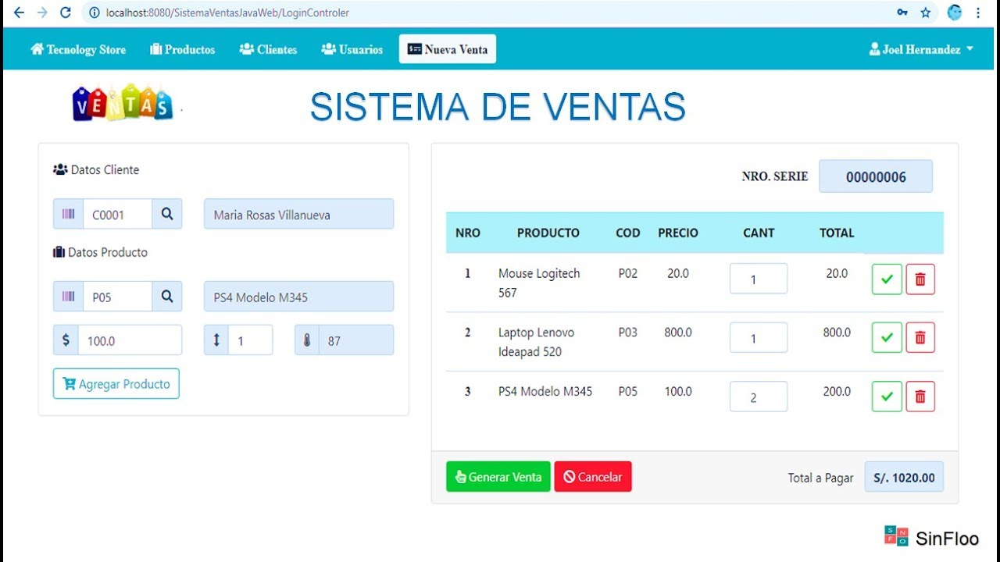 localhost:8080/SistemaVentasJavaWeb/LoginControler
Tecnology Store Productos Clientes Usuarios Nueva Venta Joel Hernandez
VENTAS
SISTEMA DE VENTAS
Datos Cliente
C0001 Maria Rosas Villanueva
Datos Producto
P05 PS4 Modelo M345
$ 100.0 1 87
Agregar Producto
NRO. SERIE 00000006
NRO PRODUCTO COD PRECIO CANT TOTAL
1 Mouse Logitech P02 20.0 1 20.0
567
2 Laptop Lenovo P03 800.0 1 800.0
Ideapad 520
3 PS4 Modelo M345 P05 100.0 2 200.0
Generar Venta Cancelar Total a Pagar S/. 1020.00
S N
F O
SinFloo